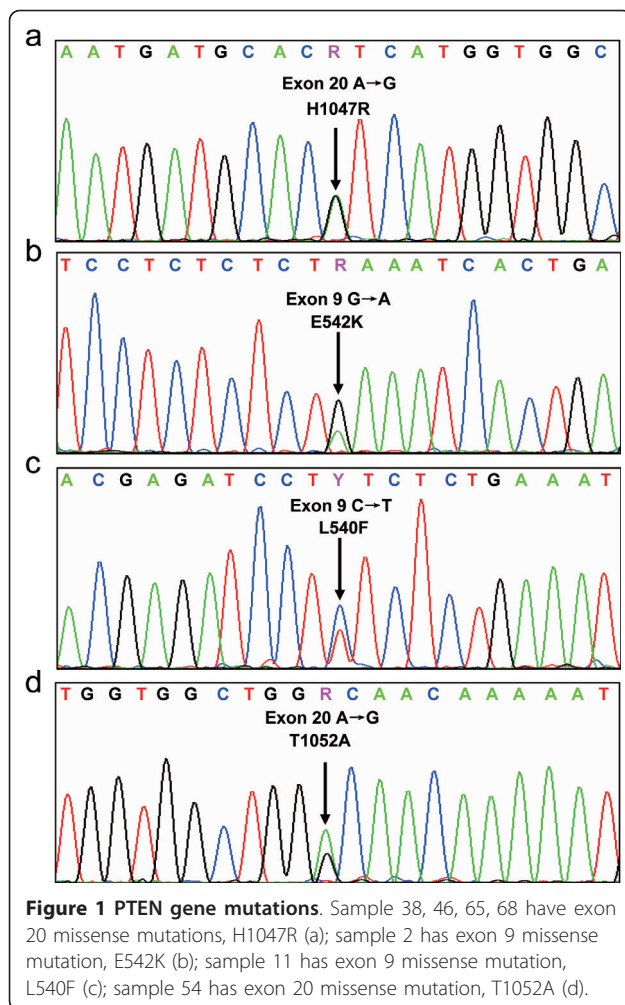 a
A A T G A T G C A C R T C A T G G T G G C
Exon 20 A→G
H1047R
b
T C C T C T C T C T R A A A T C A C T G A
Exon 9 G→A
E542K
c
A C G A G A T C C T Y T C T C T G A A A T
Exon 9 C→T
L540F
d
T G G T G G C T G G R C A A C A A A A A T
Exon 20 A→G
T1052A
Figure 1 PTEN gene mutations. Sample 38, 46, 65, 68 have exon
20 missense mutations, H1047R (a); sample 2 has exon 9 missense
mutation, E542K (b); sample 11 has exon 9 missense mutation,
L540F (c); sample 54 has exon 20 missense mutation, T1052A (d).